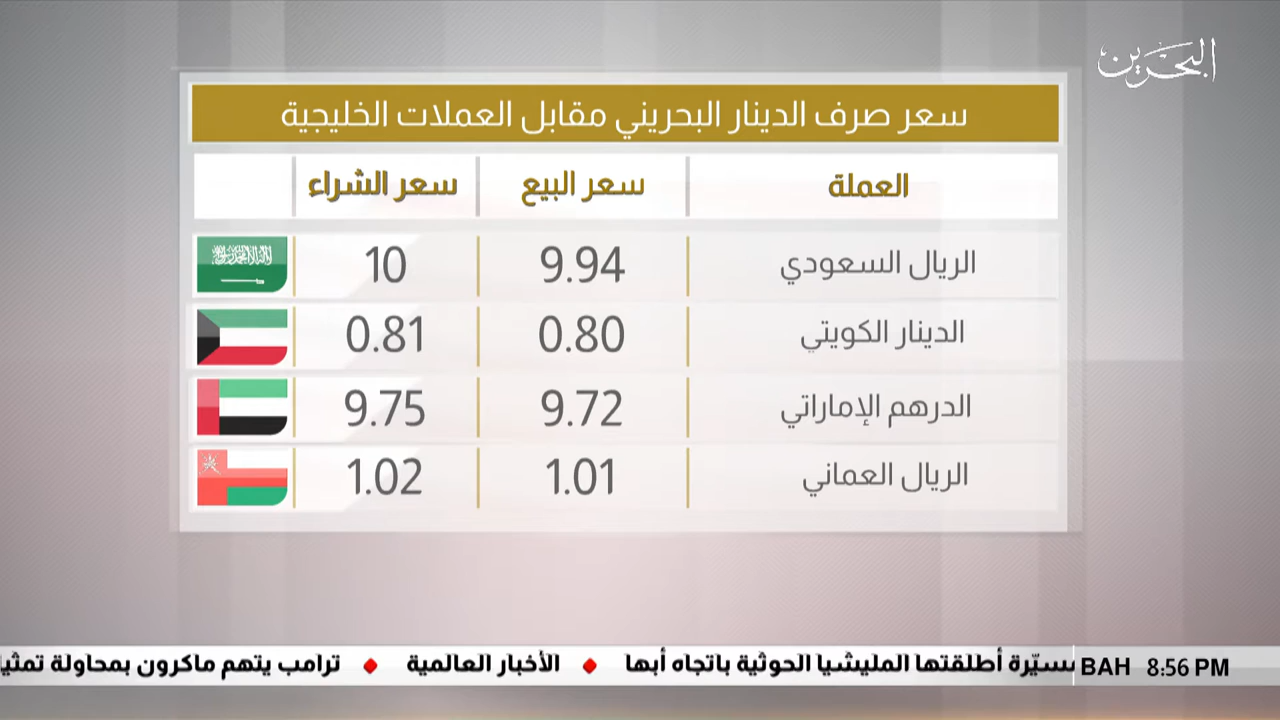 البحرين
سعر صرف الدينار البحريني مقابل العملات الخليجية
العملة سعر البيع سعر الشراء
الريال السعودي 9.94 10
الدينار الكويتي 0.80 0.81
الدرهم الإماراتي 9.72 9.75
الريال العماني 1.01 1.02
BAH 8:56 PM
أطلقتها المليشيا الحوثية باتجاه أبها ♦ الأخبار العالمية ♦ ترامب يتهم ماكرون بمحاولة